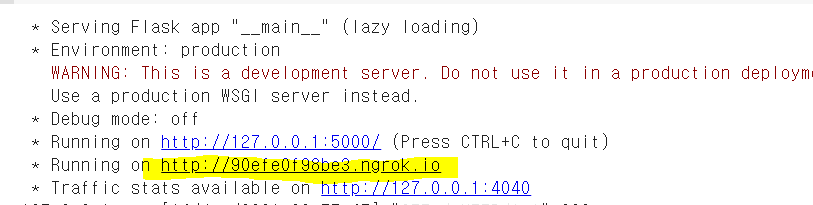 * Serving Flask app "__main__" (lazy loading)
* Environment: production
WARNING: This is a development server. Do not use it in a production
Use a production WSGI server instead.
* Debug mode: off
* Running on http://127.0.0.1:5000/ (Press CTRL+C to quit)
* Running on http://90efe0f98be3.ngrok.io
* Traffic stats available on http://127.0.0.1:4040